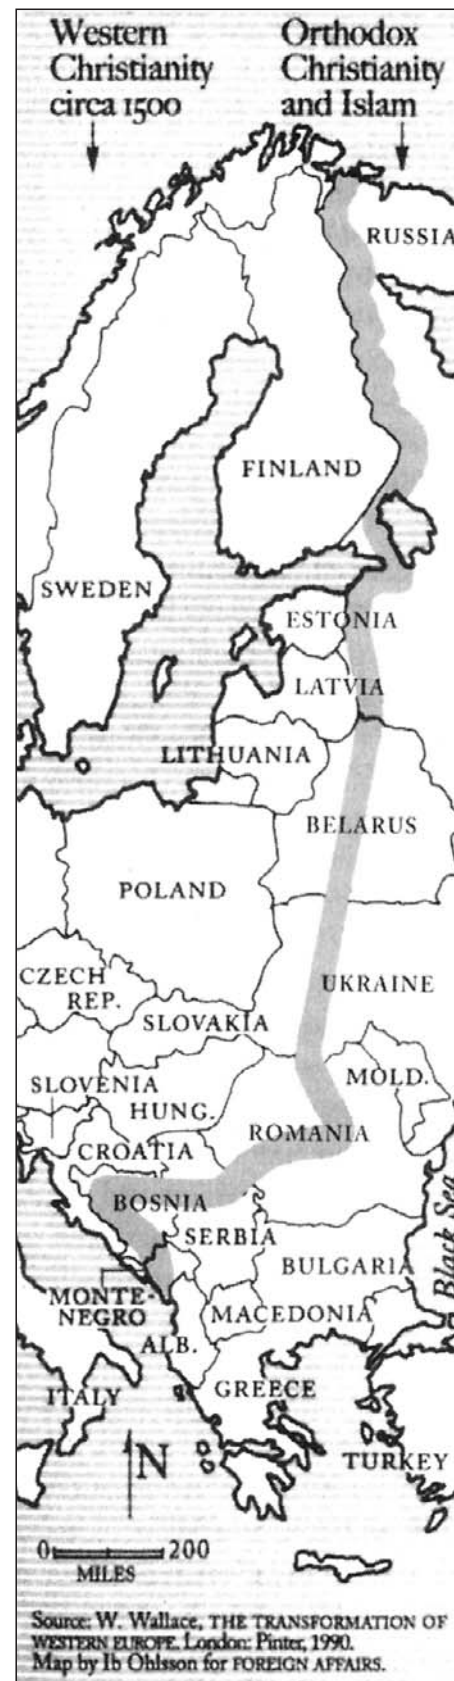 Western
Christianity
circa 1500
Orthodox
Christianity
and Islam
RUSSIA
FINLAND
SWEDEN
ESTONIA
LATVIA
LITHUANIA
BELARUS
POLAND
CZECH
REP.
UKRAINE
SLOVAKIA
MOLD.
SLOVENIA
HUNG.
ROMANIA
CROATIA
BOSNIA
SERBIA
Black Sea
BULGARIA
MONTE-
NEGRO
MACEDONIA
ALB.
ITALY
GREECE
N
TURKEY
0 200
MILES
Source: W. Wallace, THE TRANSFORMATION OF
WESTERN EUROPE. London: Pinter, 1990.
Map by Ib Ohlsson for FOREIGN AFFAIRS.